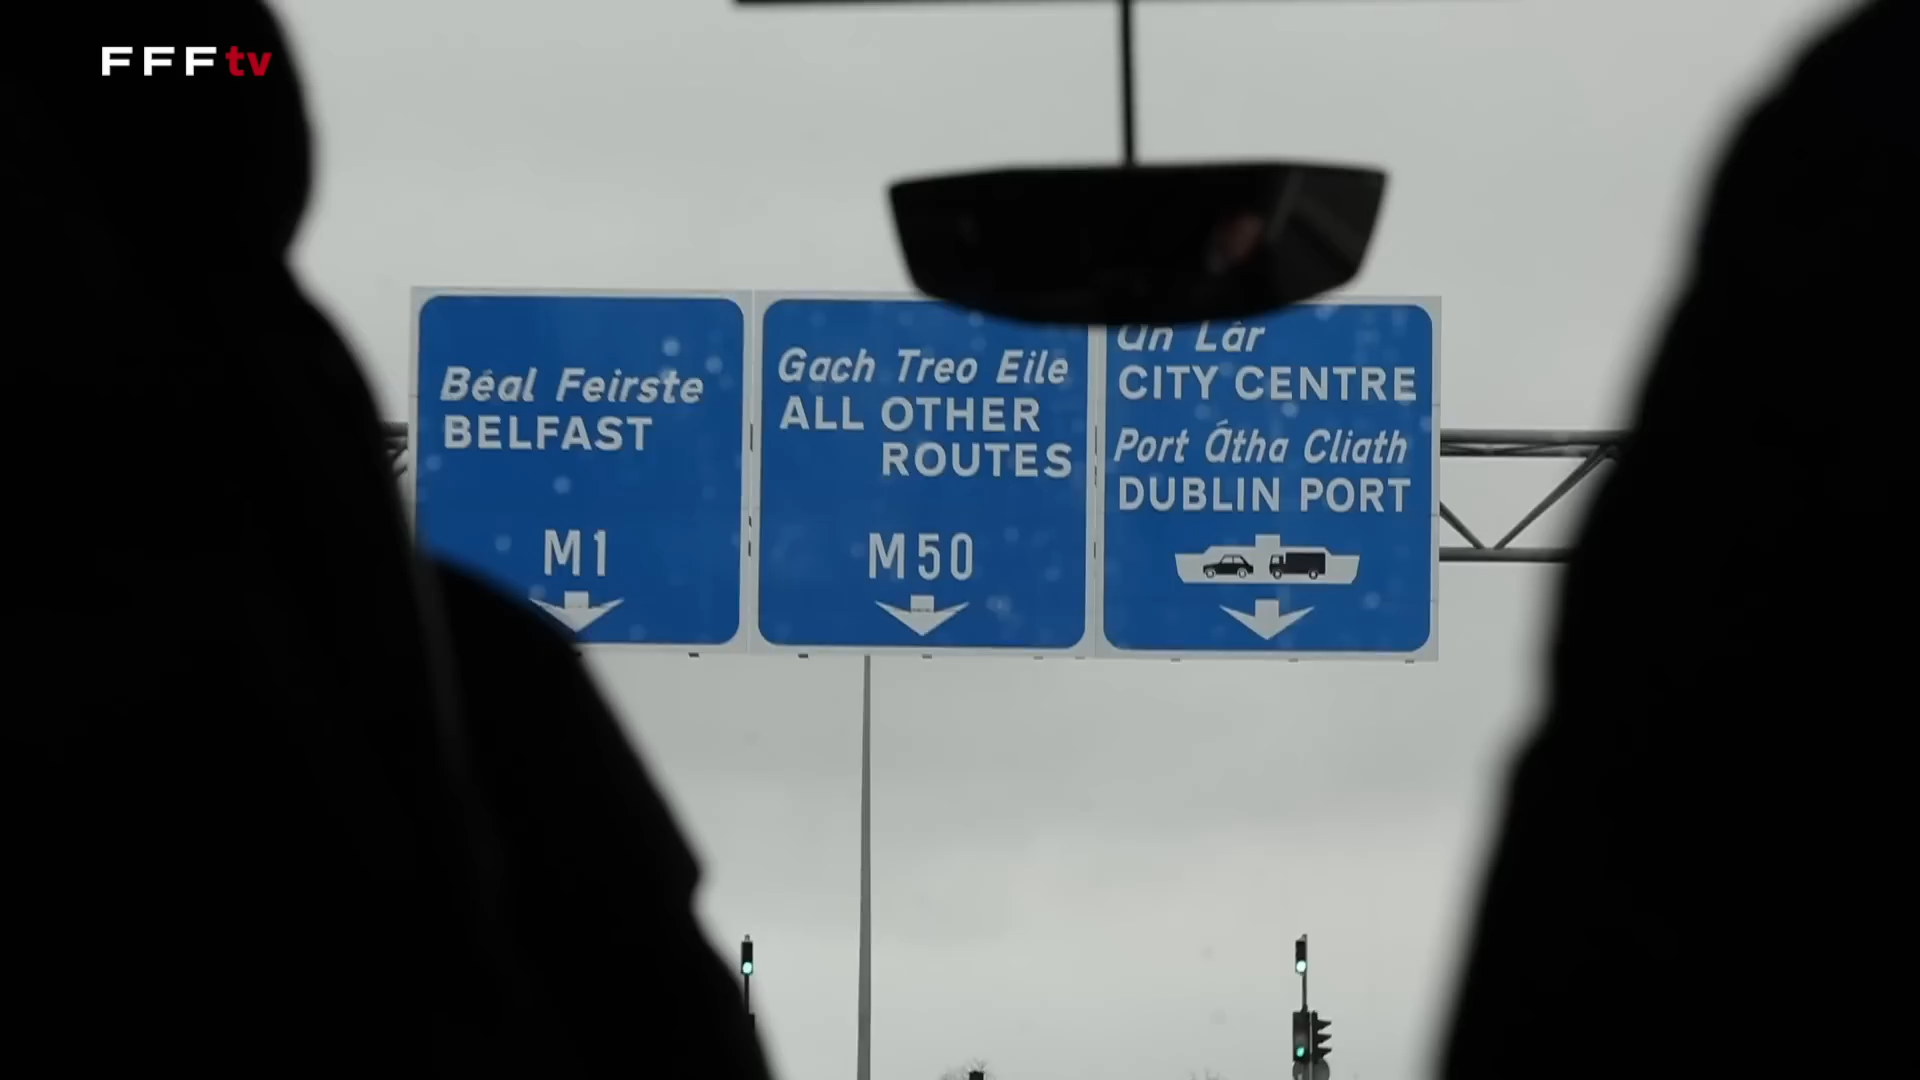 FFFtv
Béal Feirste
BELFAST
M1
Gach Treo Eile
ALL OTHER
ROUTES
M50
An Lár
CITY CENTRE
Port Átha Cliath
DUBLIN PORT